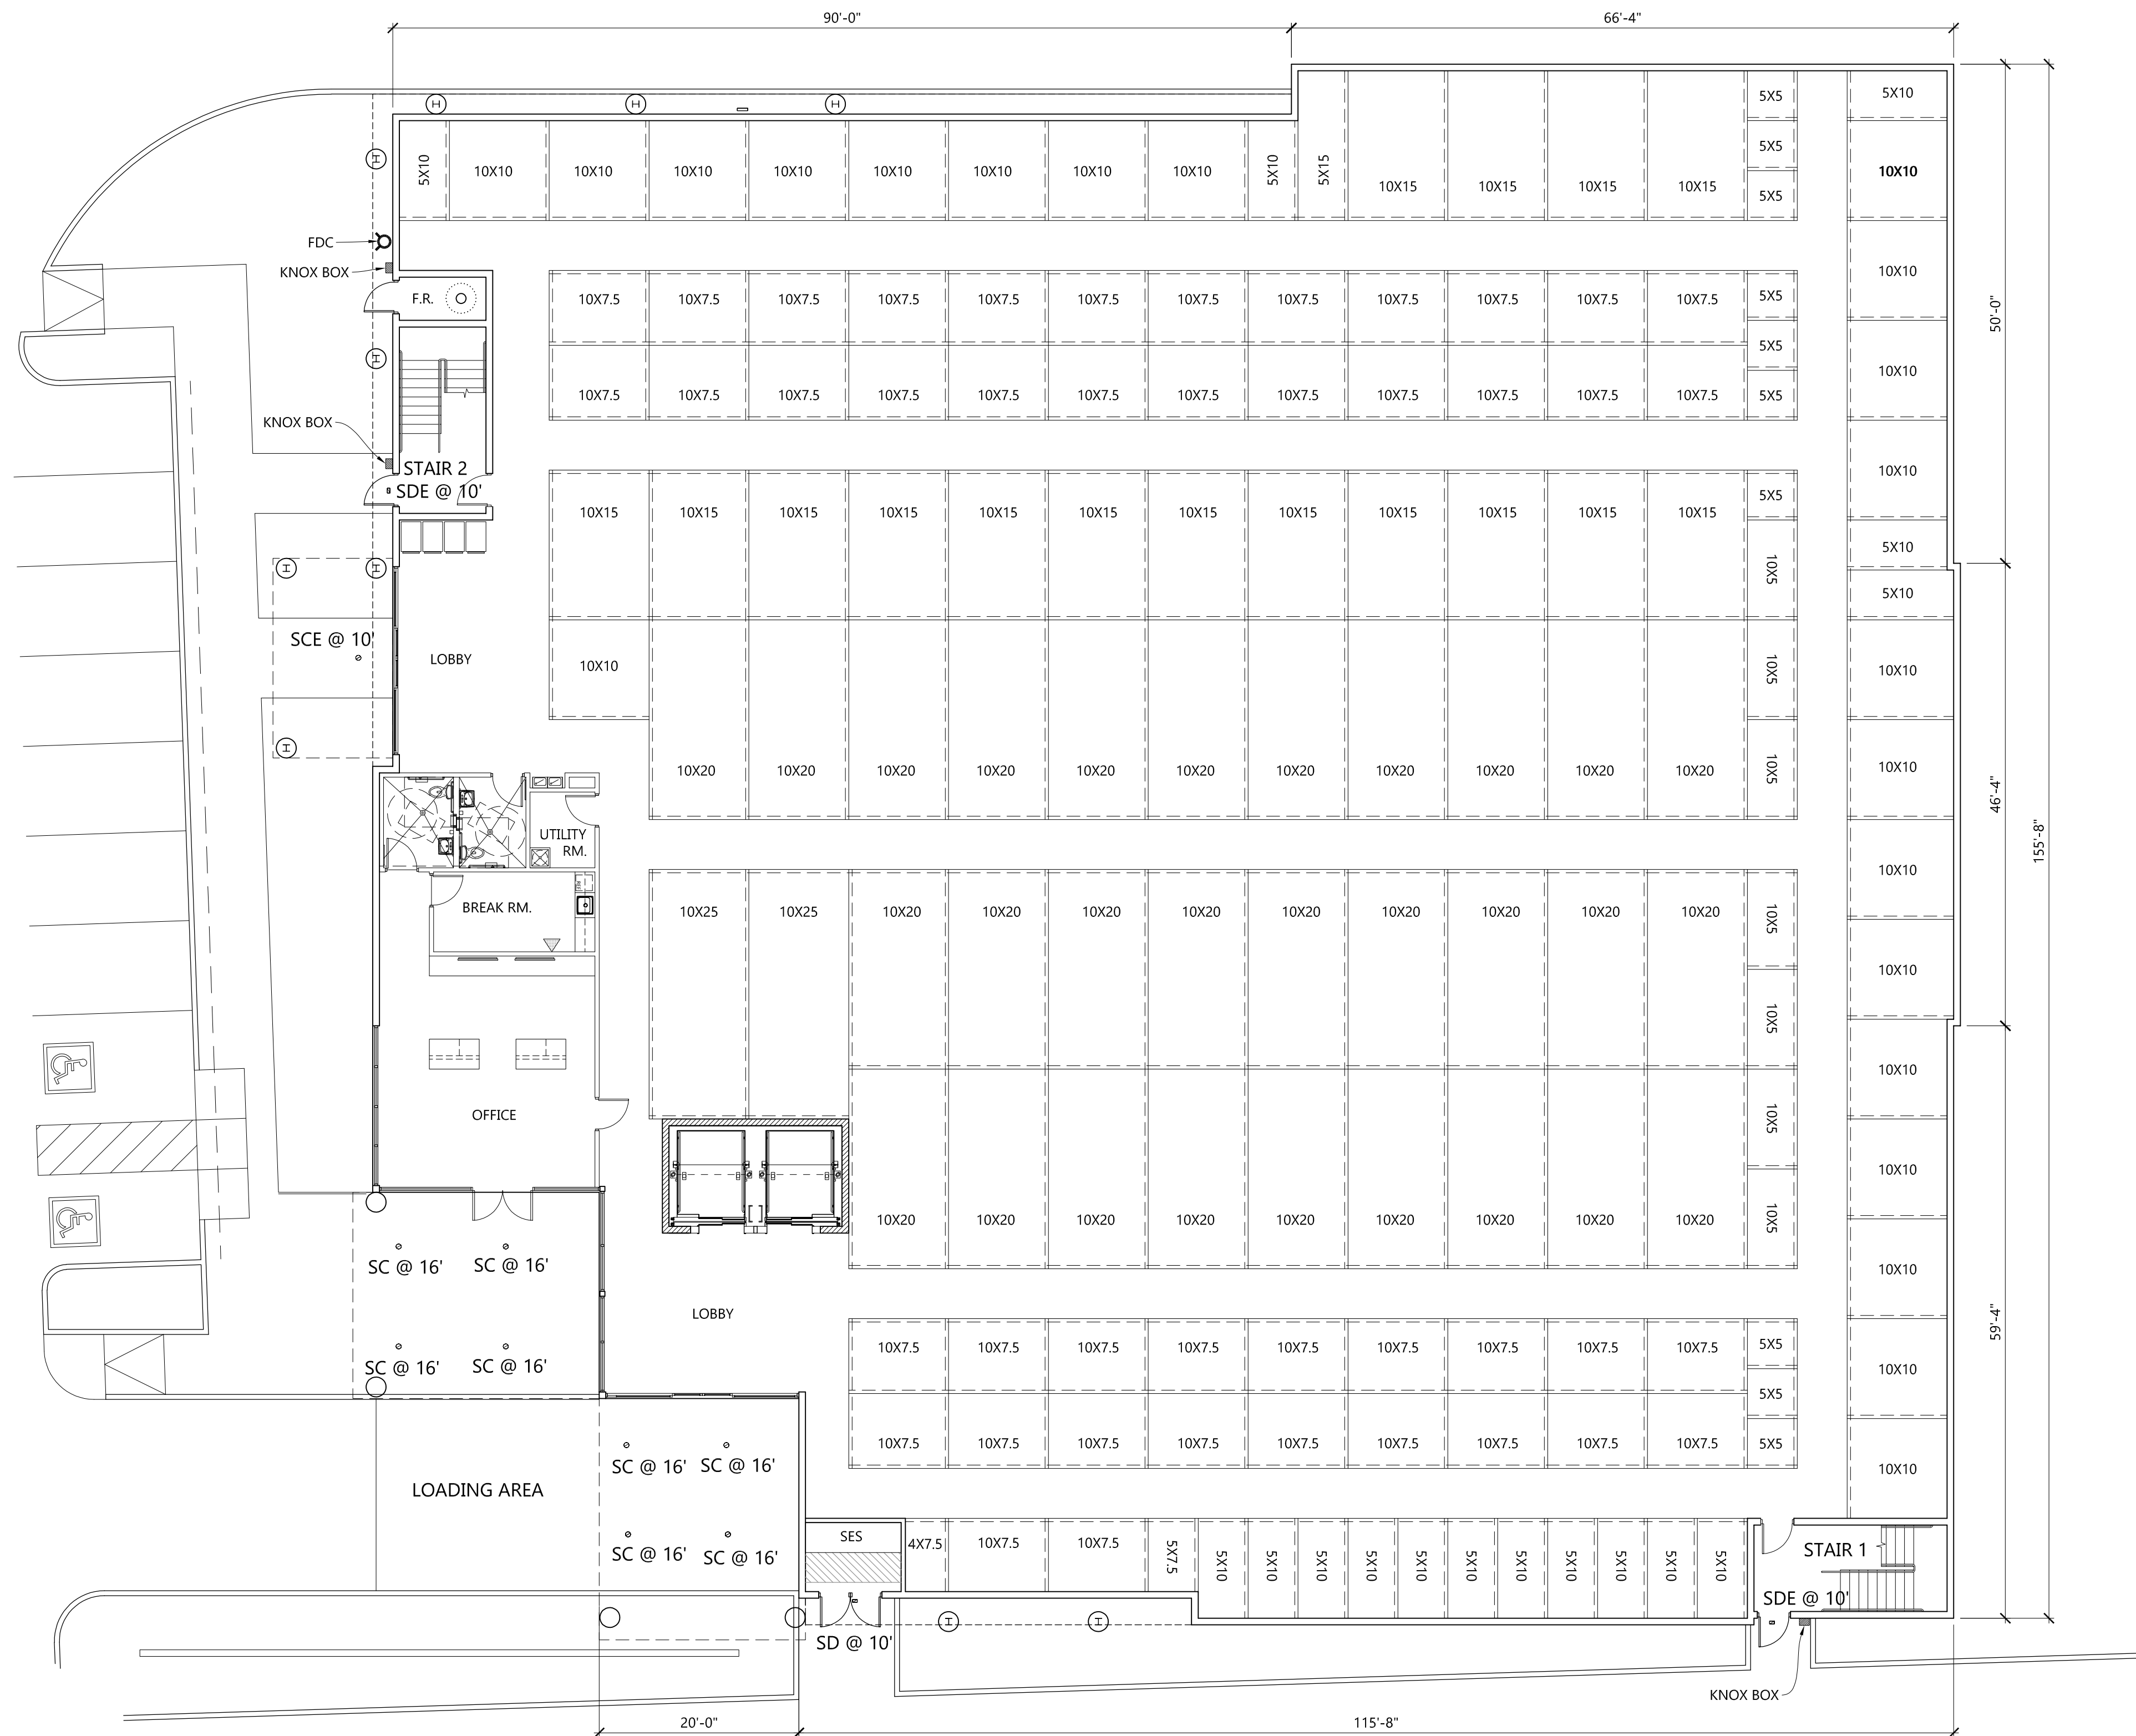 90'-0" 66'-4"
5X5 5X10
5X10 10X10 10X10 10X10 10X10 10X10 10X10 10X10 10X10 5X10 5X15 5X5 10X10
10X15 10X15 10X15 10X15 5X5
FDC
KNOX BOX 10X10
F.R. 10X7.5 10X7.5 10X7.5 10X7.5 10X7.5 10X7.5 10X7.5 10X7.5 10X7.5 10X7.5 10X7.5 10X7.5 5X5 50'-0"
5X5 10X10
10X7.5 10X7.5 10X7.5 10X7.5 10X7.5 10X7.5 10X7.5 10X7.5 10X7.5 10X7.5 10X7.5 10X7.5 5X5
KNOX BOX
STAIR 2 10X10
SDE @ 10' 5X5
10X15 10X15 10X15 10X15 10X15 10X15 10X15 10X15 10X15 10X15 10X15 10X15
5X10
10X5 5X10
SCE @ 10'
LOBBY 10X10 10X5 10X10
10X20 10X20 10X20 10X20 10X20 10X20 10X20 10X20 10X20 10X20 10X20 10X5 10X10 46'-4"
UTILITY
RM. 155'-8"
10X10
BREAK RM. 10X25 10X25 10X20 10X20 10X20 10X20 10X20 10X20 10X20 10X20 10X20 10X5
REF
10X10
10X5
10X10
OFFICE 10X5
10X10
10X20 10X20 10X20 10X20 10X20 10X20 10X20 10X20 10X20 10X5
SC @ 16' SC @ 16' 10X10
LOBBY 59'-4"
10X7.5 10X7.5 10X7.5 10X7.5 10X7.5 10X7.5 10X7.5 10X7.5 10X7.5 5X5
SC @ 16' SC @ 16' 10X10
5X5
10X7.5 10X7.5 10X7.5 10X7.5 10X7.5 10X7.5 10X7.5 10X7.5 10X7.5 5X5
SC @ 16' SC @ 16' 10X10
LOADING AREA
SES 4X7.5 10X7.5 10X7.5 5X7.5 STAIR 1
SC @ 16' SC @ 16' 5X10 5X10 5X10 5X10 5X10 5X10 5X10 5X10 5X10 5X10 5X10
SDE @ 10'
SD @ 10'
KNOX BOX
20'-0" 115'-8"